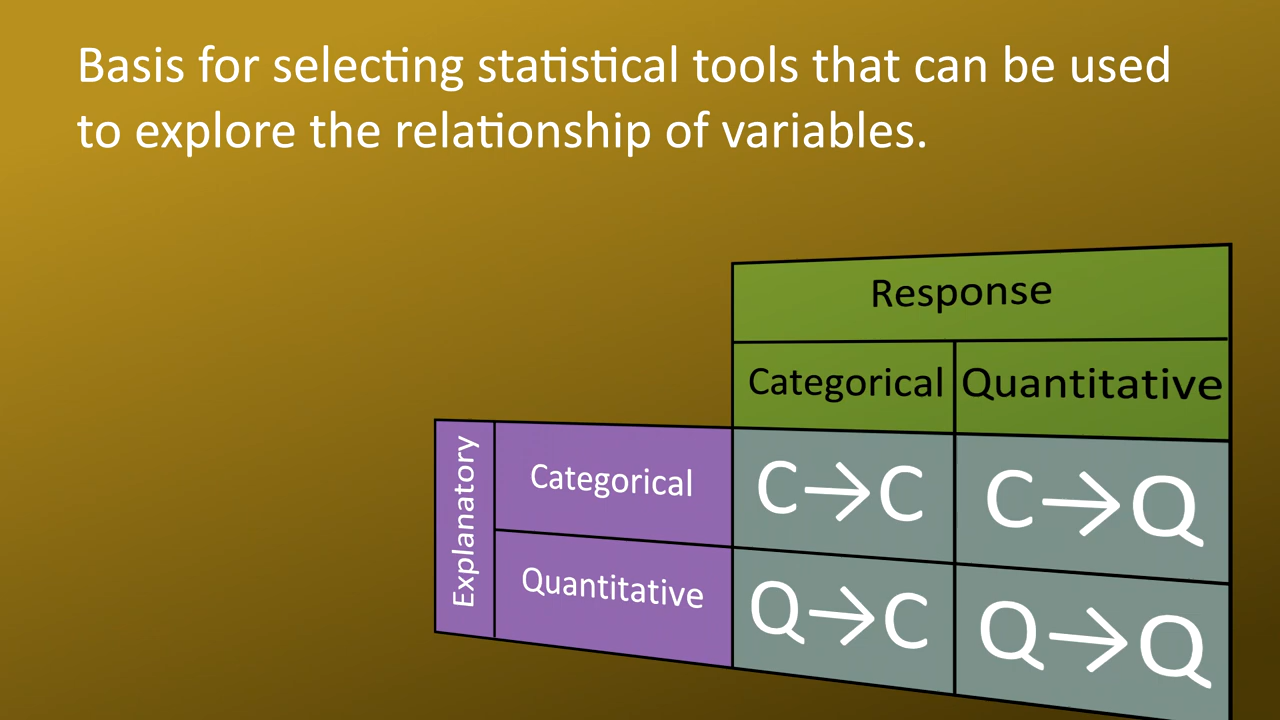 Basis for selecting statistical tools that can be used
to explore the relationship of variables.
Response
Categorical Quantitative
Explanatory
Categorical C→C C→Q
Quantitative Q→C Q→Q